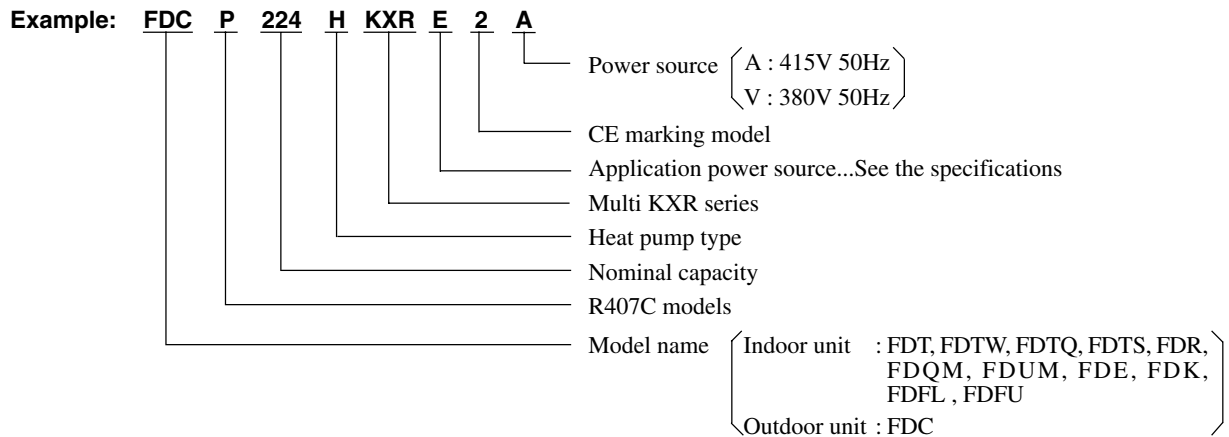 Example: FDC P 224 H KXR E 2 A
Power source
A : 415V 50Hz
V : 380V 50Hz
CE marking model
Application power source...See the specifications
Multi KXR series
Heat pump type
Nominal capacity
R407C models
Model name
Indoor unit : FDT, FDTW, FDTQ, FDTS, FDR,
FDQM, FDUM, FDE, FDK,
FDFL , FDFU
Outdoor unit : FDC